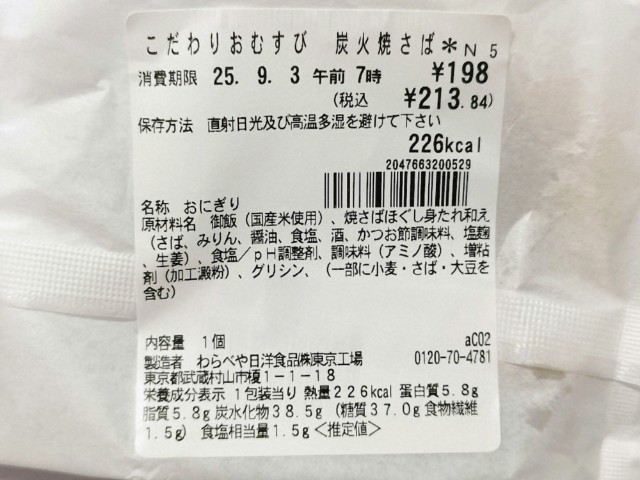 こだわりおむすび 炭火焼さば*N5
消費期限 25.9.3午前7時 ¥198
(税込 ¥213.84)
保存方法 直射日光及び高温多湿を避けて下さい
226kcal
2047663200529
名称 おにぎり
原材料名 御飯(国産米使用)、焼さばほぐし身たれ和え
(さば、みりん、醤油、食塩、酒、かつお節調味料、塩麹
、生姜)、食塩/pH調整剤、調味料(アミノ酸)、増粘
剤(加工澱粉)、グリシン、(一部に小麦・さば・大豆を
含む)
内容量 1個 aC02
製造者 わらべや日洋食品㈱東京工場 0120-70-4781
東京都武蔵村山市榎1-1-18
栄養成分表示 1包装当り 熱量226kcal 蛋白質5.8g
脂質5.8g 炭水化物38.5g (糖質37.0g 食物繊維
1.5g) 食塩相当量1.5g<推定値>